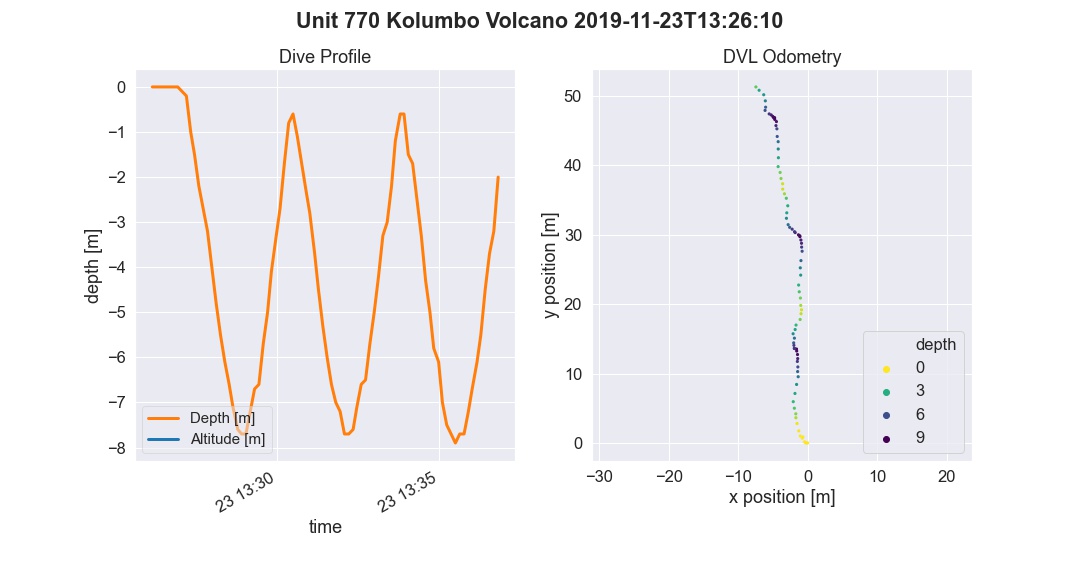 Unit 770 Kolumbo Volcano 2019-11-23T13:26:10
Dive Profile
0
−1
−2
−3
−4
−5
−6
−7
−8
depth [m]
Depth [m]
Altitude [m]
23 13:30
23 13:35
time
DVL Odometry
50
40
30
20
10
0
y position [m]
depth
0
3
6
9
−30
−20
−10
0
10
20
x position [m]